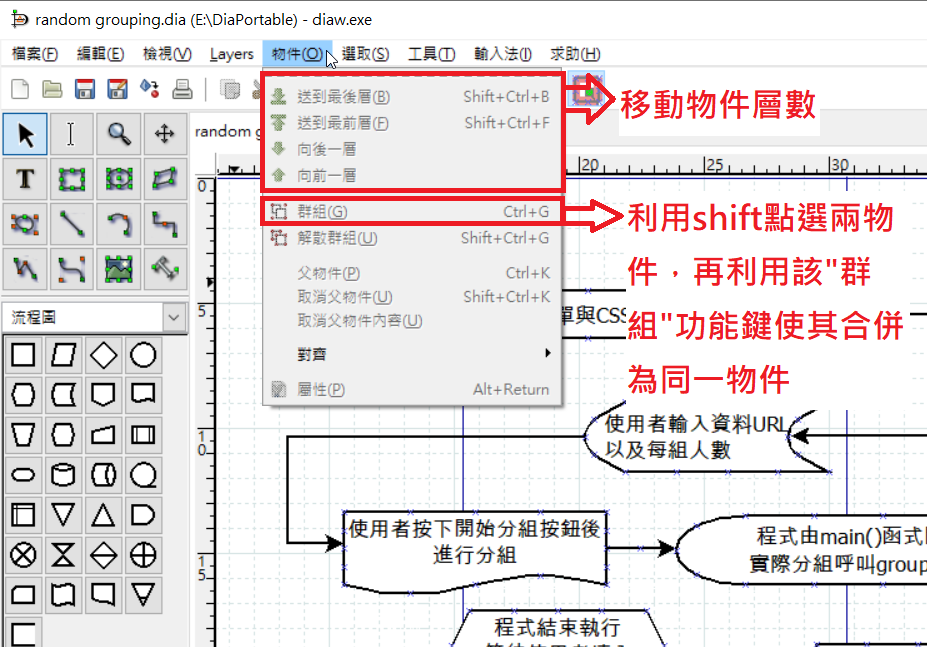 random grouping.dia (E:\DiaPortable) - diaw.exe
檔案(F) 編輯(E) 檢視(V) Layers 物件(O) 選取(S) 工具(T) 輸入法(I) 求助(H)
送到最後層(B) Shift+Ctrl+B
送到最前層(F) Shift+Ctrl+F
向後一層
向前一層
群組(G) Ctrl+G
解散群組(U) Shift+Ctrl+G
父物件(P) Ctrl+K
取消父物件(U) Shift+Ctrl+K
取消父物件內容(U)
對齊
屬性(P) Alt+Return
移動物件層數
利用shift點選兩物
件，再利用該"群
組"功能鍵使其合併
為同一物件
random
T
流程圖
20 25 30
0
5
10
15
單與CSS
使用者輸入資料URL
以及每組人數
使用者按下開始分組按鈕後
進行分組
程式由main()函式
實際分組呼叫group
程式結束執行